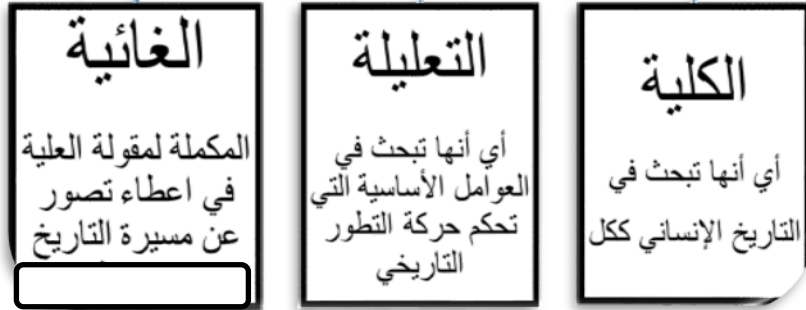 الكلية
أي أنها تبحث في
التاريخ الإنساني ككل
التعليلة
أي أنها تبحث في
العوامل الأساسية التي
تحكم حركة التطور
التاريخي
الغائية
المكملة لمقولة العلية
في اعطاء تصور
عن مسيرة التاريخ